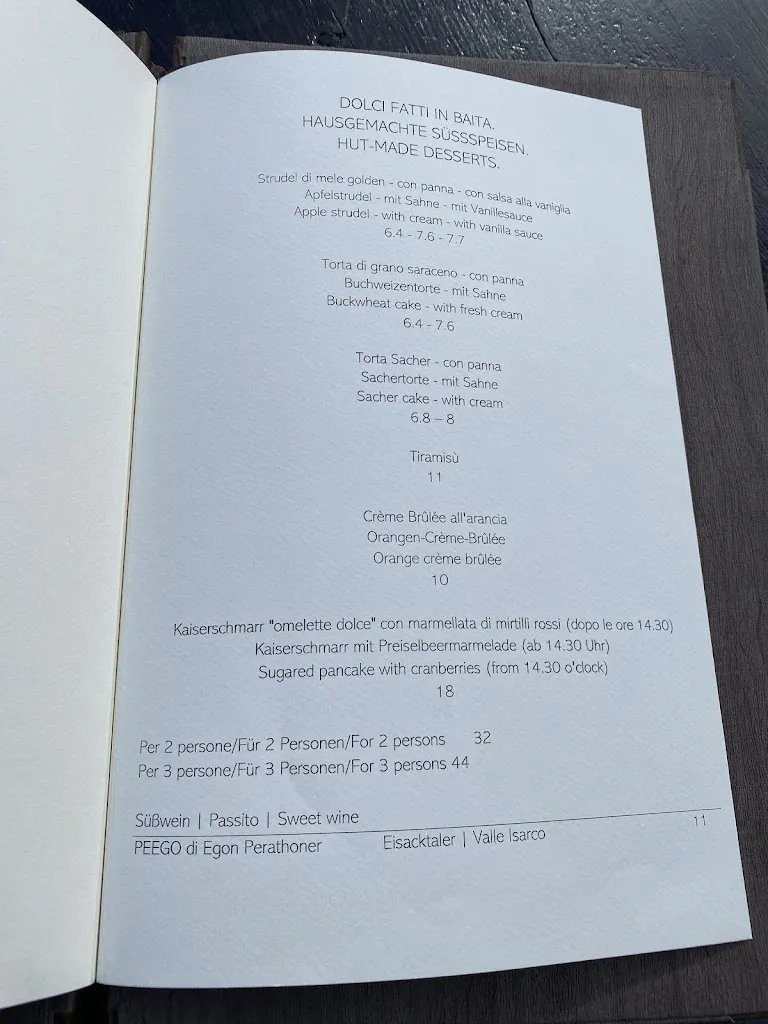 DOLCI FATTI IN BAITA.
HAUSGEMACHTE SÜSSSPEISEN.
HUT-MADE DESSERTS.
Strudel di mele golden - con panna - con salsa alla vaniglia
Apfelstrudel - mit Sahne - mit Vanillesauce
Apple strudel - with cream - with vanilla sauce
6.4 - 7.6 - 7.7
Torta di grano saraceno - con panna
Buchweizentorte - mit Sahne
Buckwheat cake - with fresh cream
6.4 - 7.6
Torta Sacher - con panna
Sachertorte - mit Sahne
Sacher cake - with cream
6.8 – 8
Tiramisù
11
Crème Brûlée all'arancia
Orangen-Crème-Brûlée
Orange crème brûlée
10
Kaiserschmarr "omelette dolce" con marmellata di mirtilli rossi (dopo le ore 14.30)
Kaiserschmarr mit Preiselbeermarmelade (ab 14.30 Uhr)
Sugared pancake with cranberries (from 14.30 o'clock)
18
Per 2 persone/Für 2 Personen/For 2 persons 32
Per 3 persone/Für 3 Personen/For 3 persons 44
Süßwein | Passito | Sweet wine
PEEGO di Egon Perathoner Eisacktaler | Valle Isarco 11